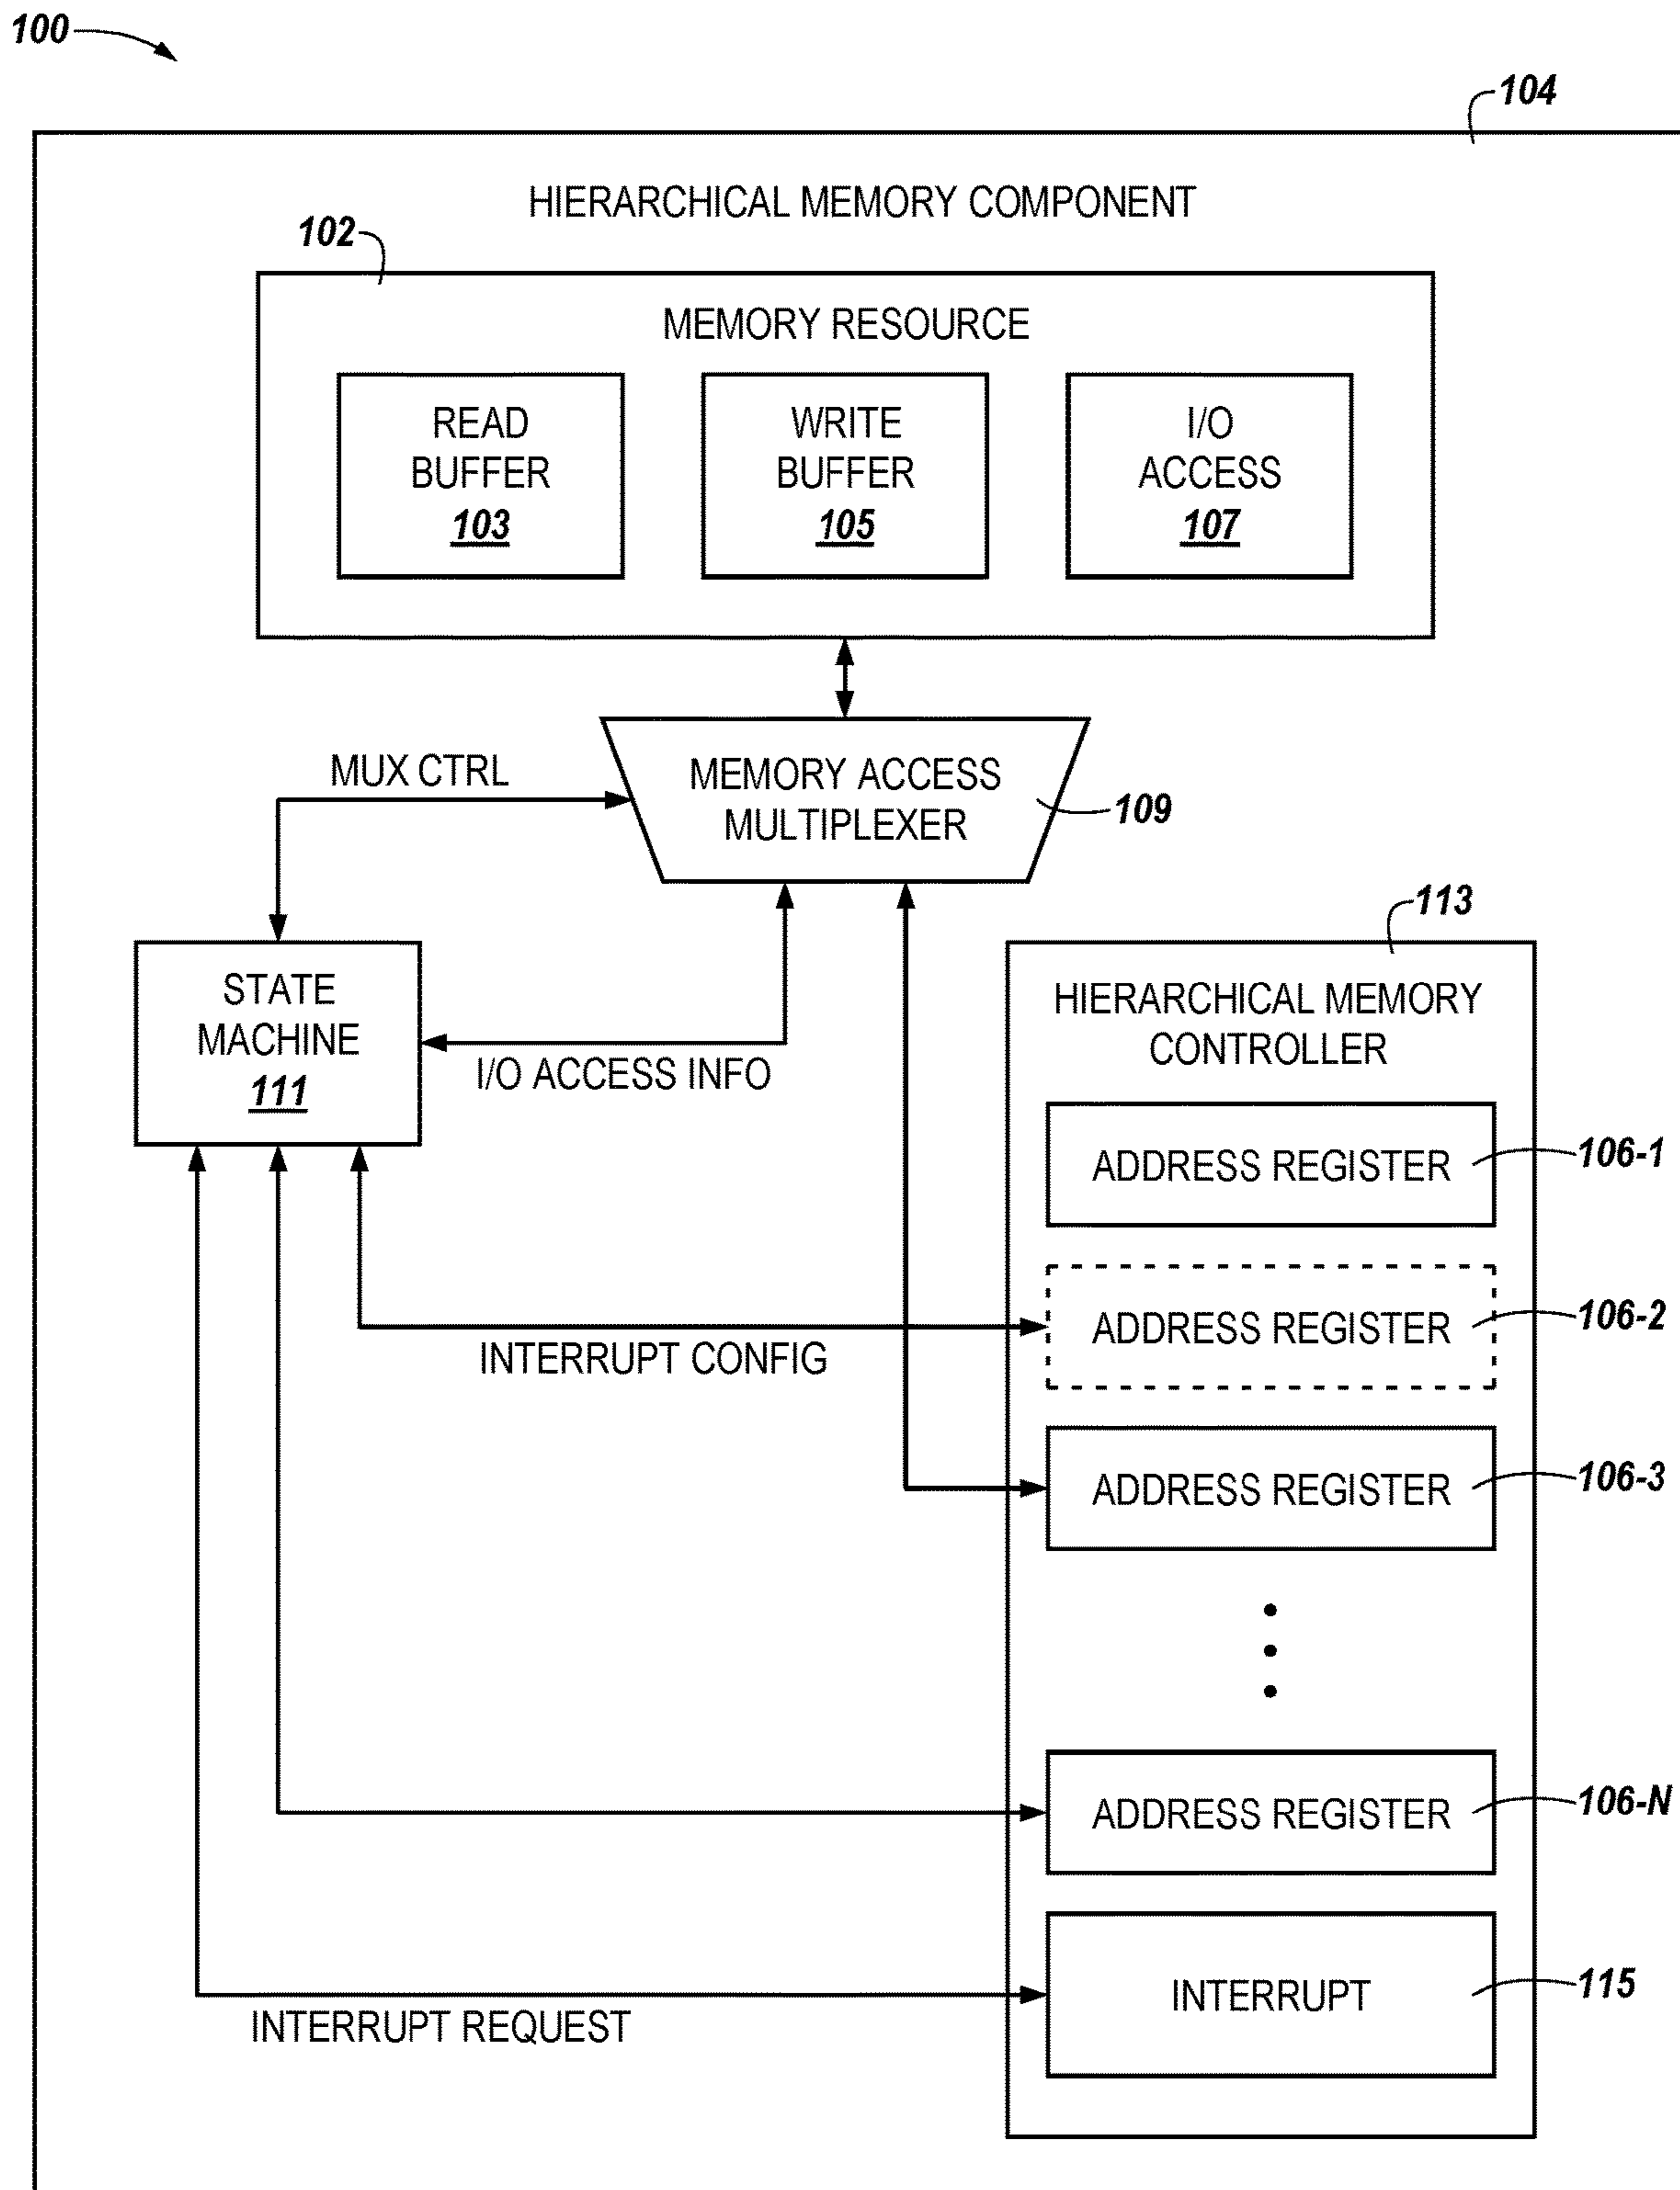 100
104
HIERARCHICAL MEMORY COMPONENT
102
MEMORY RESOURCE
READ
BUFFER
103
WRITE
BUFFER
105
I/O
ACCESS
107
MUX CTRL
MEMORY ACCESS
MULTIPLEXER
109
STATE
MACHINE
111
I/O ACCESS INFO
113
HIERARCHICAL MEMORY
CONTROLLER
ADDRESS REGISTER
106-1
ADDRESS REGISTER
106-2
INTERRUPT CONFIG
ADDRESS REGISTER
106-3
ADDRESS REGISTER
106-N
INTERRUPT
115
INTERRUPT REQUEST